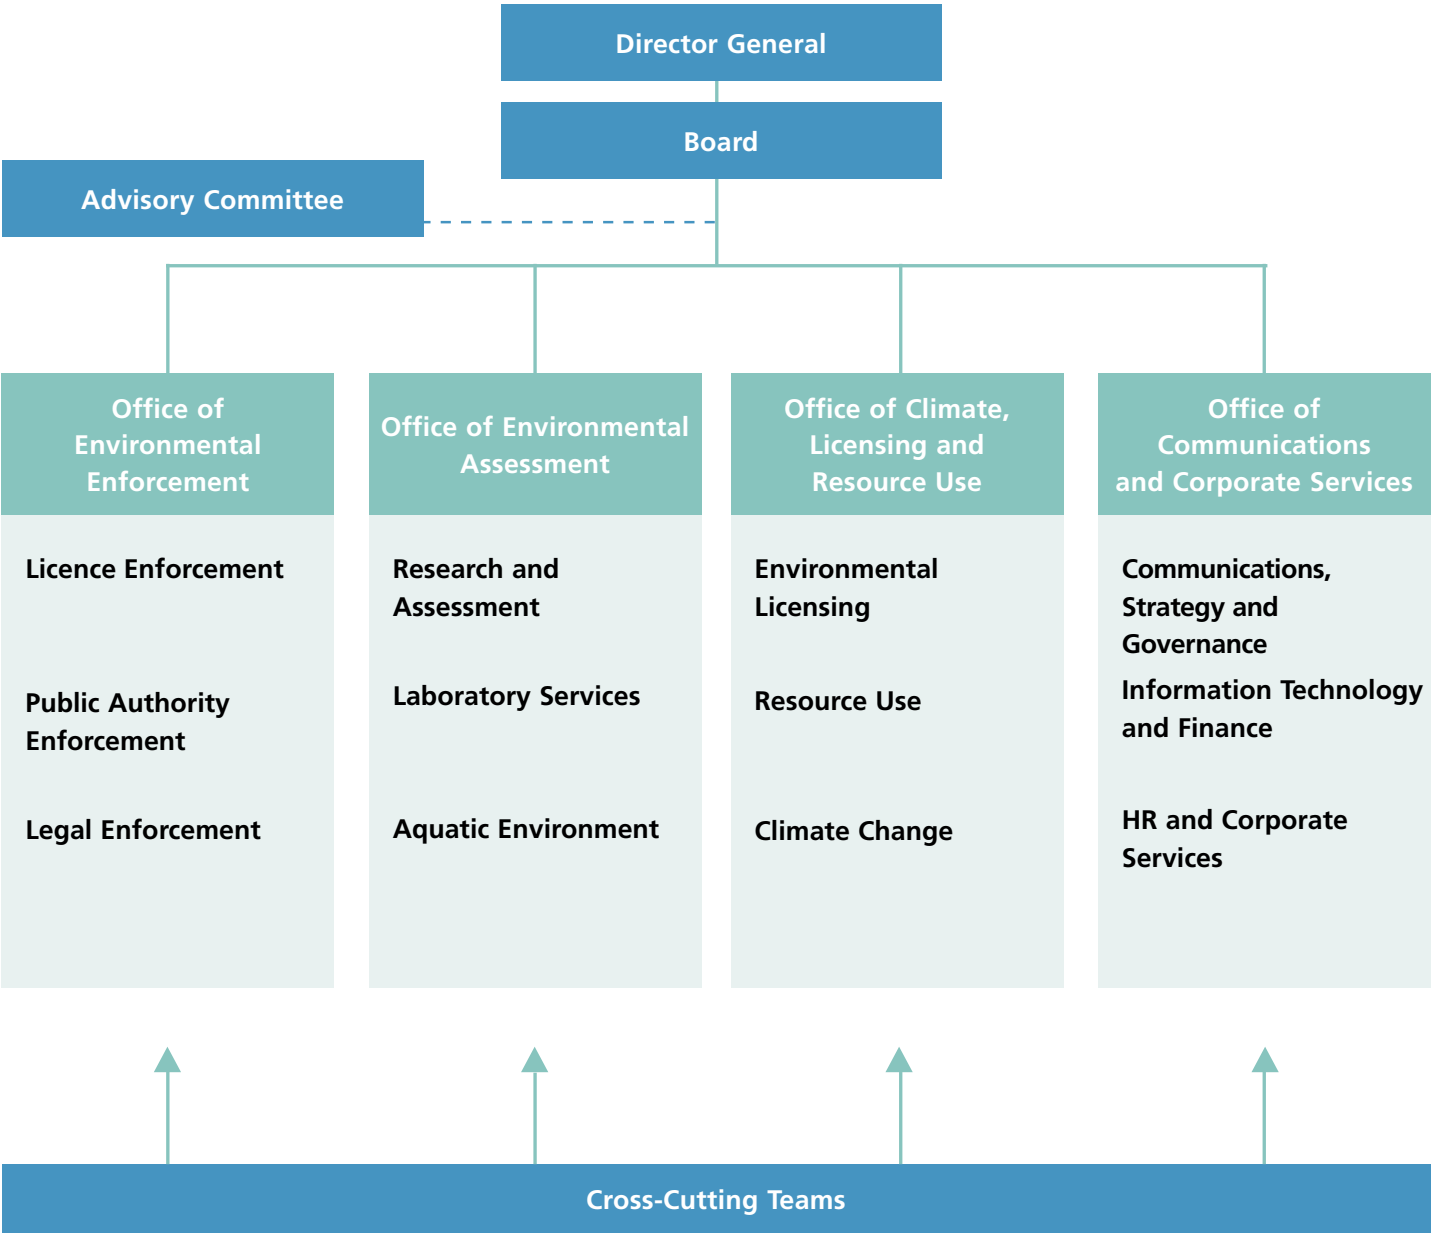 Director General
Board
Advisory Committee
Office of
Environmental
Enforcement
Licence Enforcement
Public Authority
Enforcement
Legal Enforcement
Office of Environmental
Assessment
Research and
Assessment
Laboratory Services
Aquatic Environment
Office of Climate,
Licensing and
Resource Use
Environmental
Licensing
Resource Use
Climate Change
Office of
Communications
and Corporate Services
Communications,
Strategy and
Governance
Information Technology
and Finance
HR and Corporate
Services
Cross-Cutting Teams